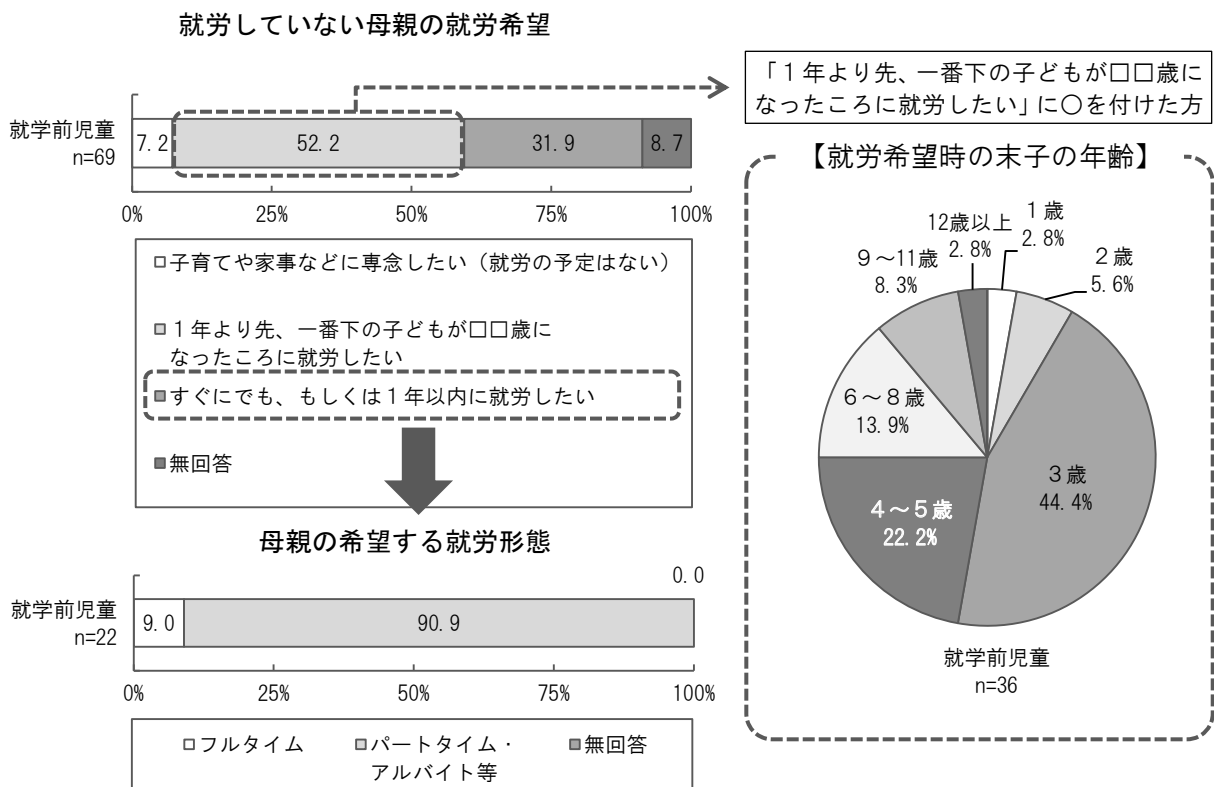 就労していない母親の就労希望
就学前児童
n=69
7.2
52.2
31.9
8.7
0%
25%
50%
75%
100%
□子育てや家事などに専念したい（就労の予定はない）
■１年より先、一番下の子どもが□□歳に
なったころに就労したい
■すぐにでも、もしくは１年以内に就労したい
■無回答
母親の希望する就労形態
就学前児童
n=22
9.0
90.9
0.0
0%
25%
50%
75%
100%
□フルタイム
■パートタイム・
アルバイト等
■無回答
「１年より先、一番下の子どもが□□歳に
なったころに就労したい」に〇を付けた方
【就労希望時の末子の年齢】
１歳
2.8%
２歳
5.6%
３歳
44.4%
４～５歳
22.2%
６～８歳
13.9%
９～11歳
8.3%
12歳以上
2.8%
就学前児童
n=36